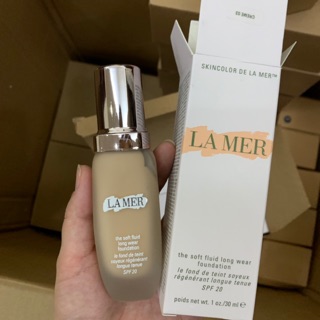 LA MER
the soft fluid
long wear
foundation
le fond de teint
soyeux régénérant
longue tenue
SPF 20
SKINCOLOR DE LA MER™
LA MER
the soft fluid long wear
foundation
le fond de teint soyeux
régénérant longue tenue
SPF 20
poids net wt. 1 oz./30 ml